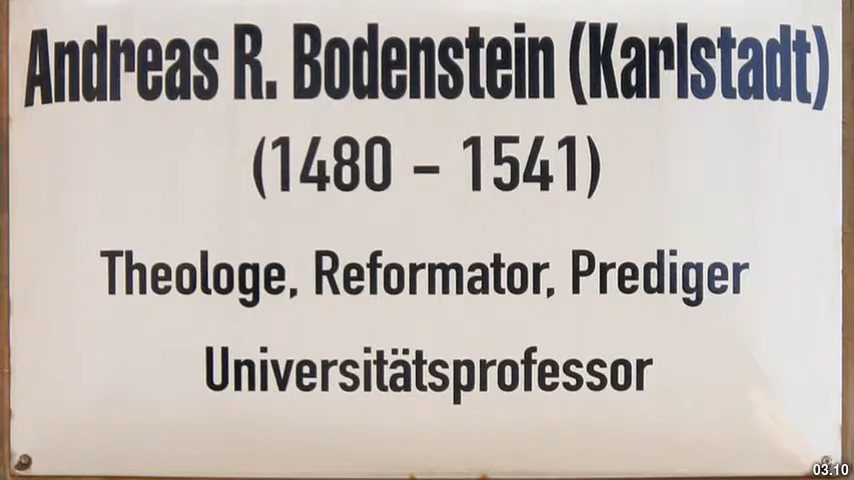 Andreas R. Bodenstein (Karlstadt)
(1480 – 1541)
Theologe, Reformator, Prediger
Universitätsprofessor
03.10